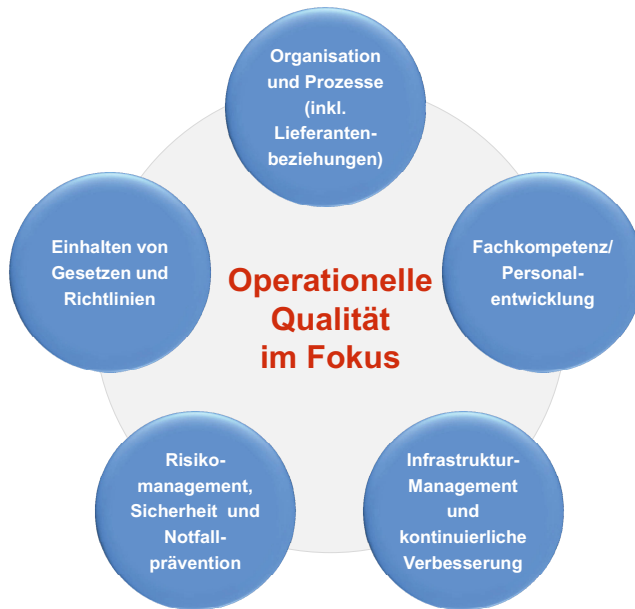 Organisation
und Prozesse
(inkl.
Lieferanten-
beziehungen)
Einhalten von
Gesetzen und
Richtlinien
Operationelle
Qualität
im Fokus
Fachkompetenz/
Personal-
entwicklung
Risiko-
management,
Sicherheit und
Notfall-
prävention
Infrastruktur-
Management
und
kontinuierliche
Verbesserung